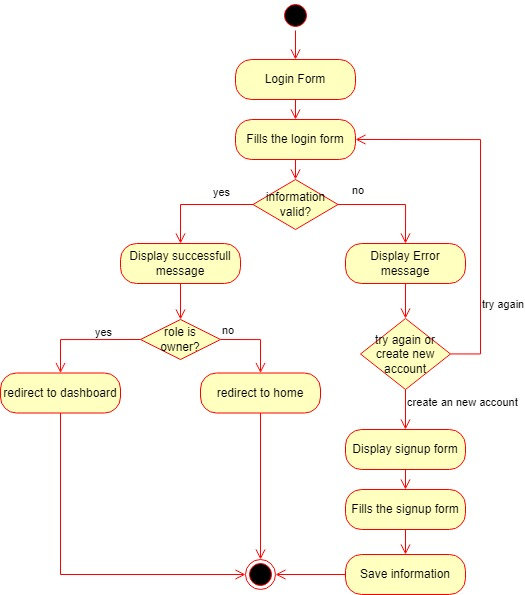 Login Form
Fills the login form
yes
information
valid?
no
Display successfull
message
Display Error
message
try again
yes
role is
owner?
no
try again or
create new
account
redirect to dashboard
redirect to home
create an new account
Display signup form
Fills the signup form
Save information